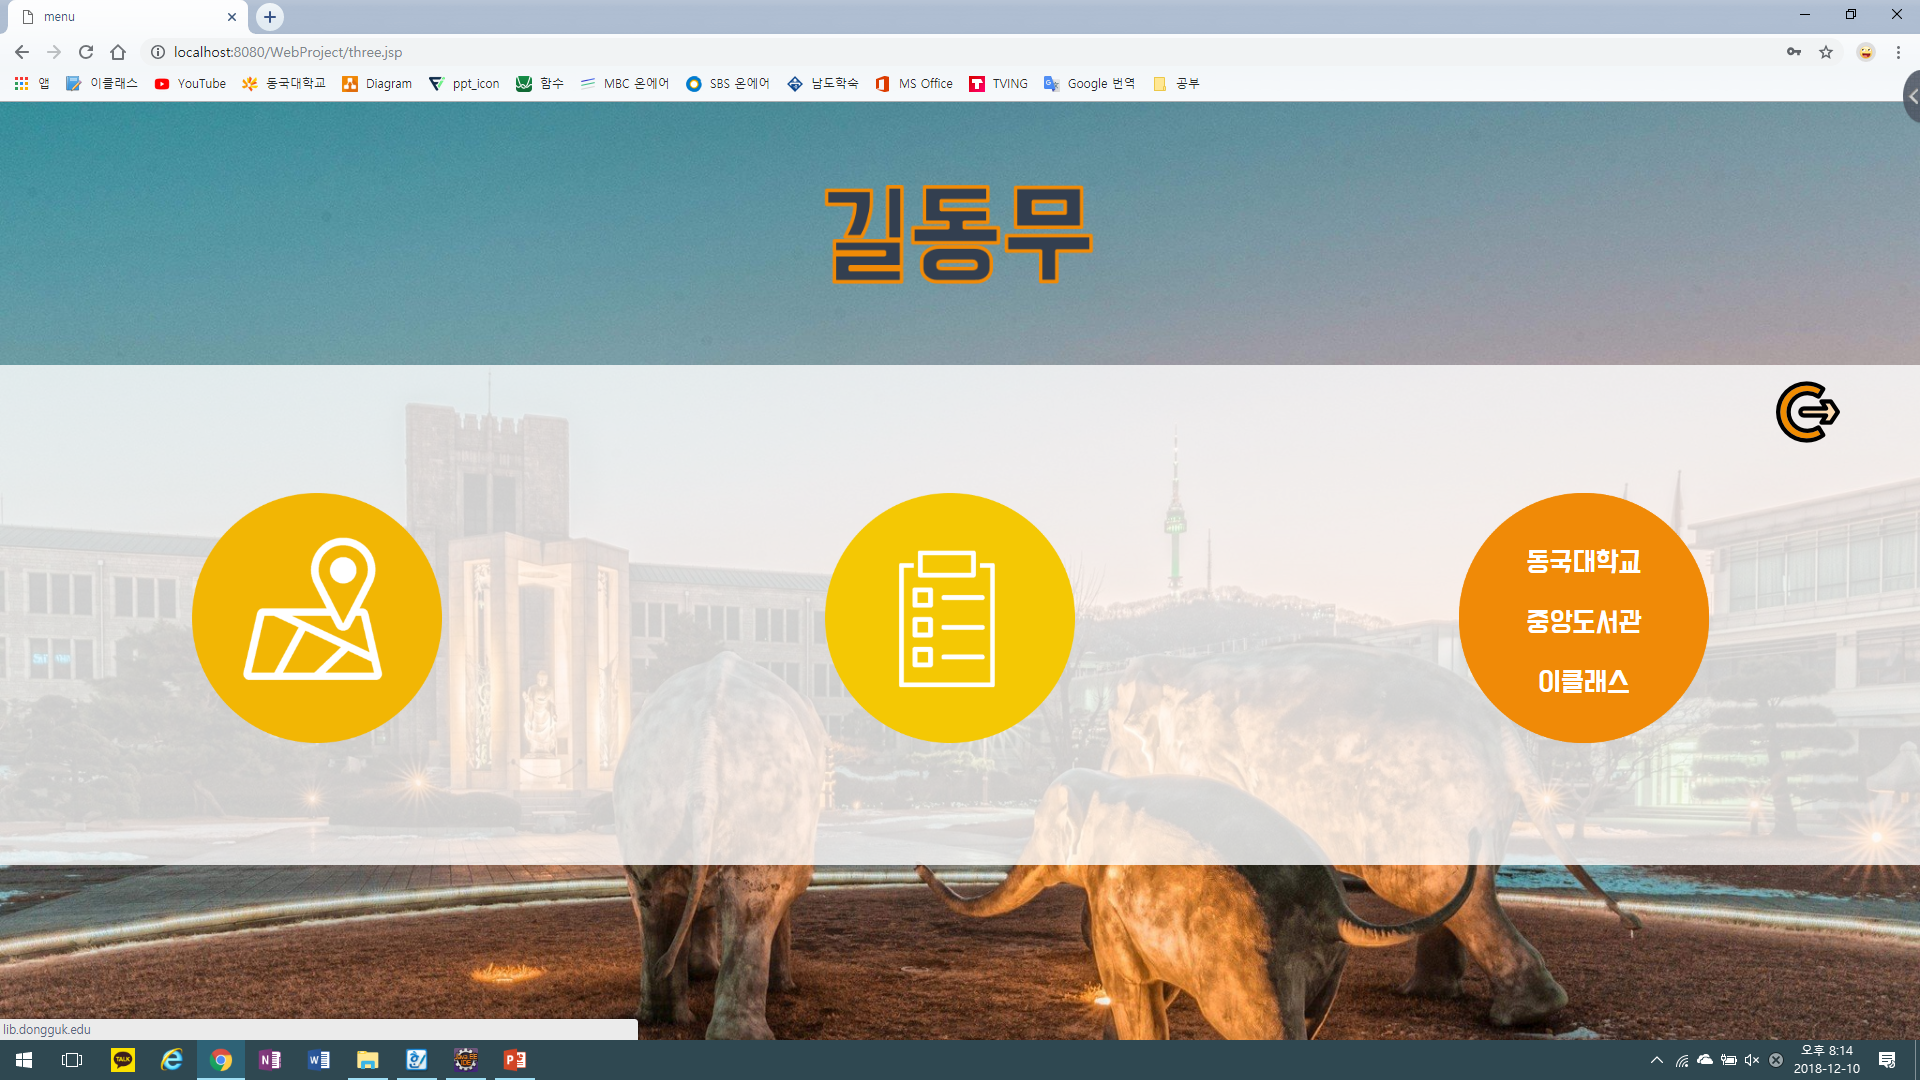 menu
localhost:8080/WebProject/three.jsp
앱 이클래스 YouTube 동국대학교 Diagram ppt_icon 함수 MBC 온에어 SBS 온에어 남도학숙 MS Office TVING Google 번역 공부
길동무
동국대학교
중앙도서관
이클래스
lib.dongguk.edu
TALK
오후 8:14
2018-12-10